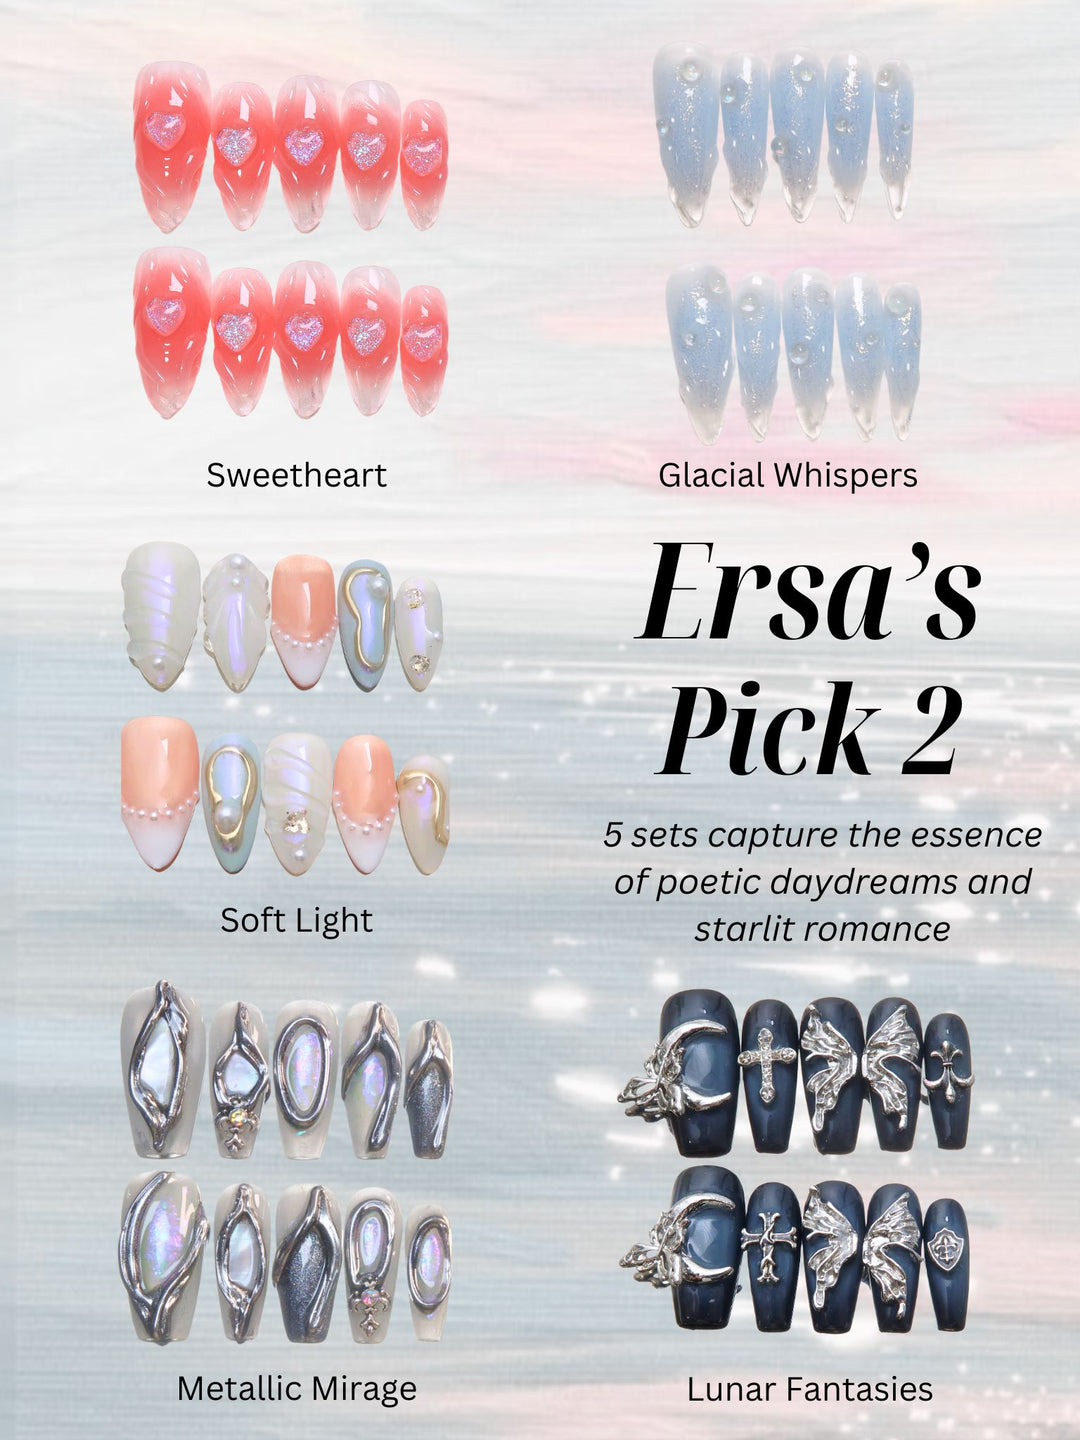 Sweetheart
Glacial Whispers
Ersa’s
Pick 2
5 sets capture the essence
of poetic daydreams and
starlit romance
Soft Light
Metallic Mirage
Lunar Fantasies